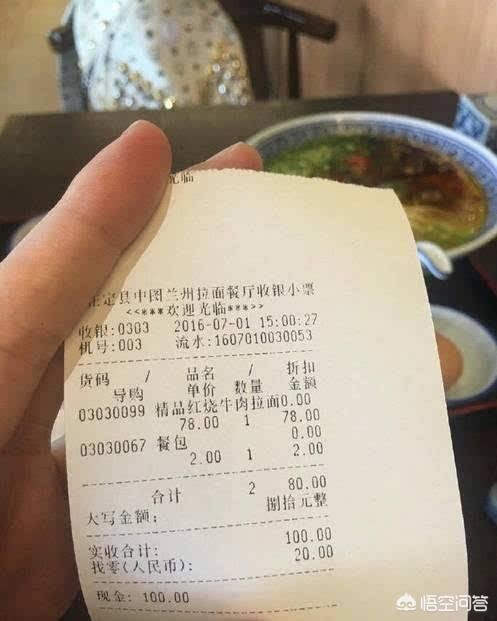 光临
正定县中图兰州拉面餐厅收银小票
<<***欢迎光临***>>
收银:0303 2016-07-01 15:00:27
机号:003 流水:1607010030053
货码 / 品名 / 折扣
导购 单价 数量 金额
03030099 精品红烧牛肉拉面0.00
78.00 1 78.00
03030067 餐包 0.00
2.00 1 2.00
合计 2 80.00
大写金额: 捌拾元整
实收合计: 100.00
找零(人民币): 20.00
现金: 100.00
悟空问答